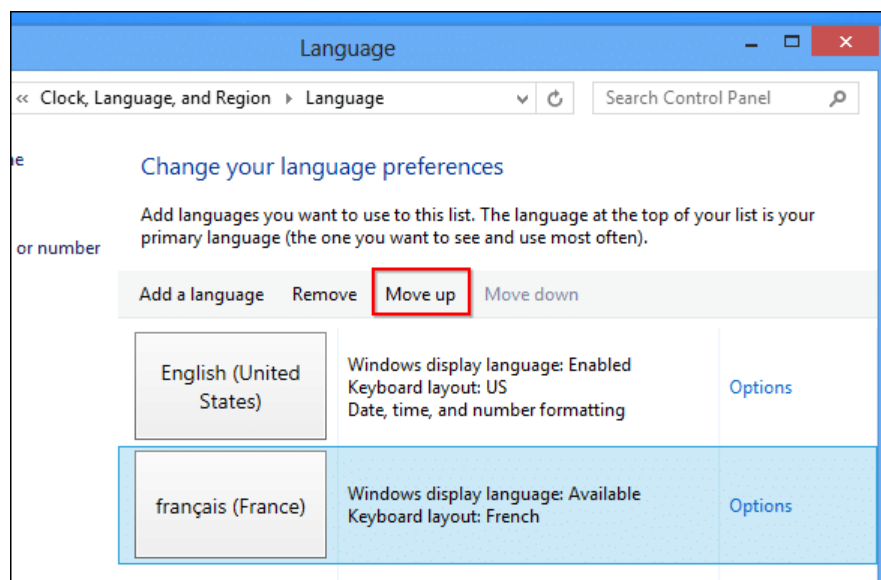 Language
« Clock, Language, and Region ▸ Language
Search Control Panel
Change your language preferences
Add languages you want to use to this list. The language at the top of your list is your
primary language (the one you want to see and use most often).
or number
Add a language Remove Move up Move down
English (United
States)
Windows display language: Enabled
Keyboard layout: US
Date, time, and number formatting
Options
français (France)
Windows display language: Available
Keyboard layout: French
Options